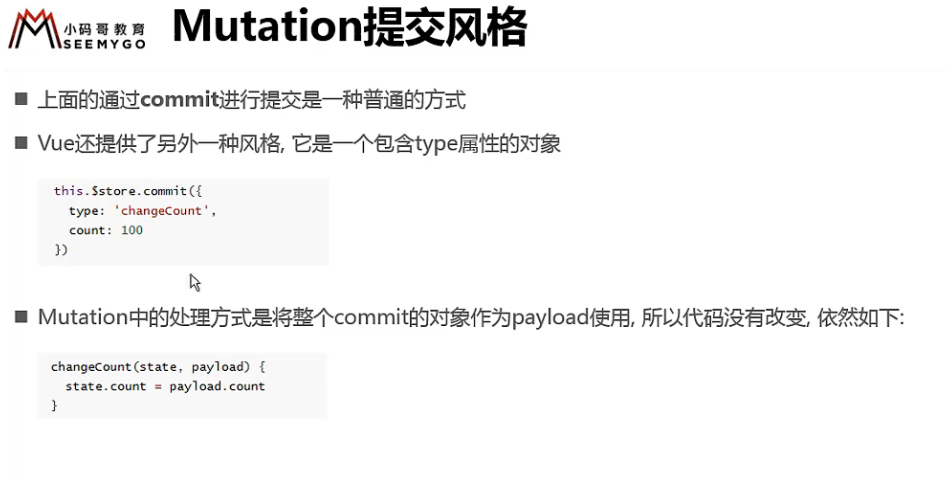 小码哥教育
SEEMYGO
Mutation提交风格
上面的通过commit进行提交是一种普通的方式
Vue还提供了另外一种风格, 它是一个包含type属性的对象
this.$store.commit({
  type: 'changeCount',
  count: 100
})
Mutation中的处理方式是将整个commit的对象作为payload使用, 所以代码没有改变, 依然如下:
changeCount(state, payload) {
  state.count = payload.count
}